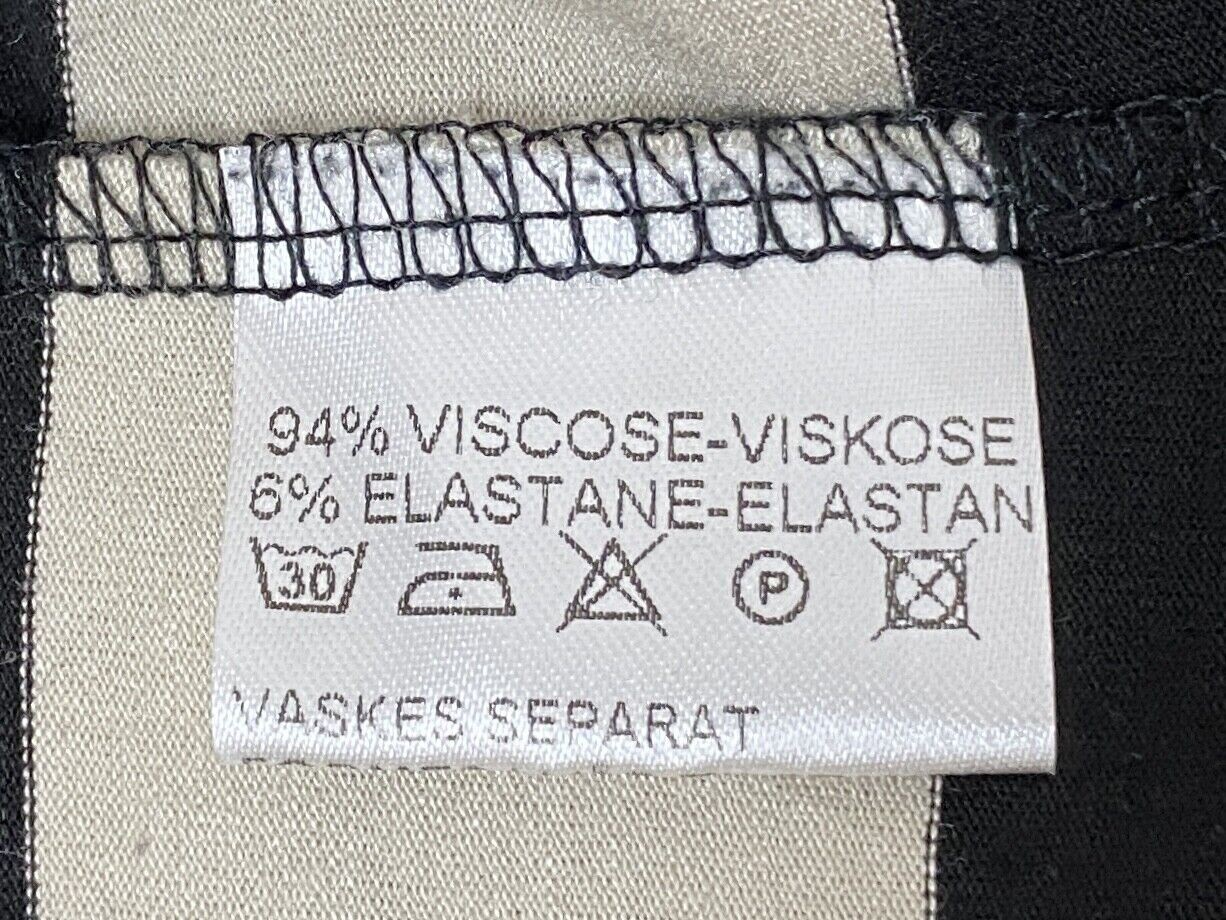 94% VISCOSE-VISKOSE
6% ELASTANE-ELASTAN
30 P
VASKES SEPARAT